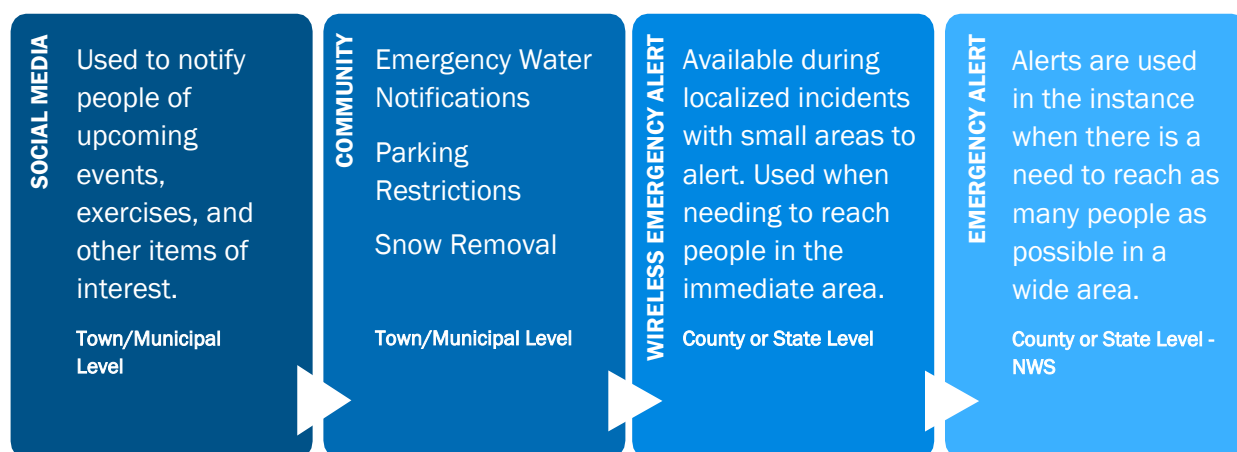 SOCIAL MEDIA
Used to notify
people of
upcoming
events,
exercises, and
other items of
interest.
Town/Municipal
Level
COMMUNITY
Emergency Water
Notifications
Parking
Restrictions
Snow Removal
Town/Municipal Level
WIRELESS EMERGENCY ALERT
Available during
localized incidents
with small areas to
alert. Used when
needing to reach
people in the
immediate area.
County or State Level
EMERGENCY ALERT
Alerts are used
in the instance
when there is a
need to reach as
many people as
possible in a
wide area.
County or State Level -
NWS